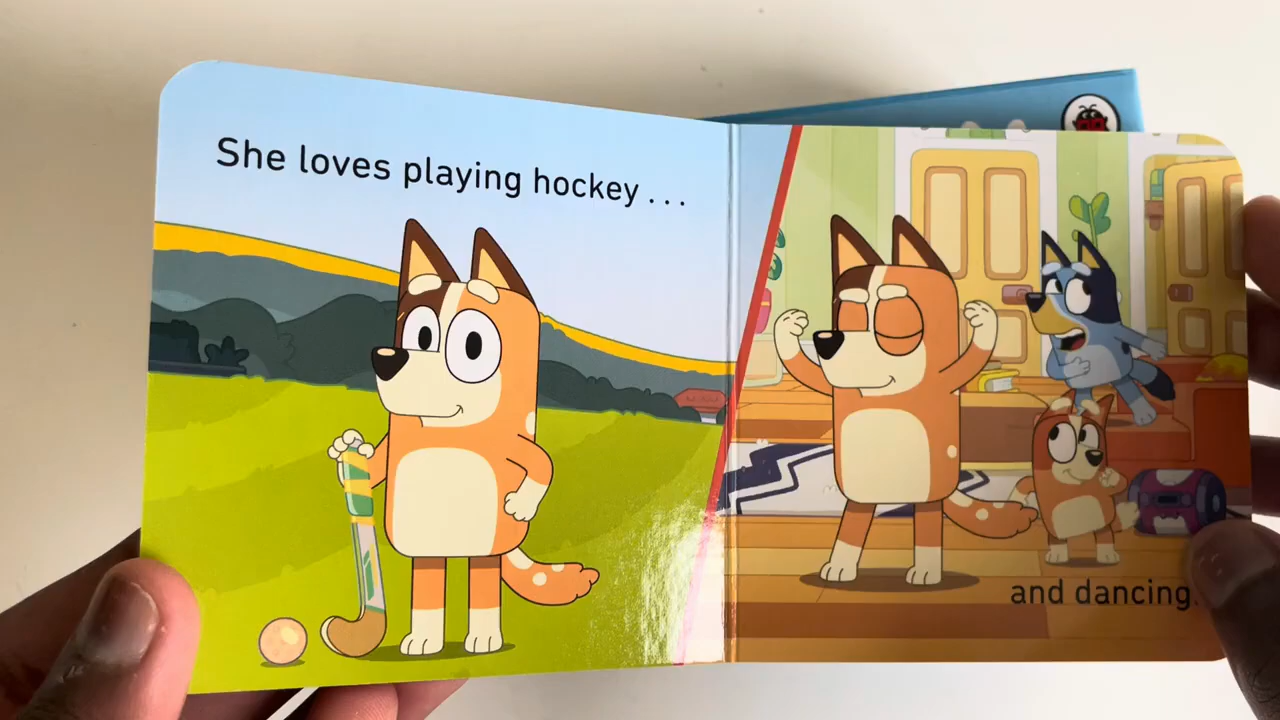 She loves playing hockey . . .
and dancing.